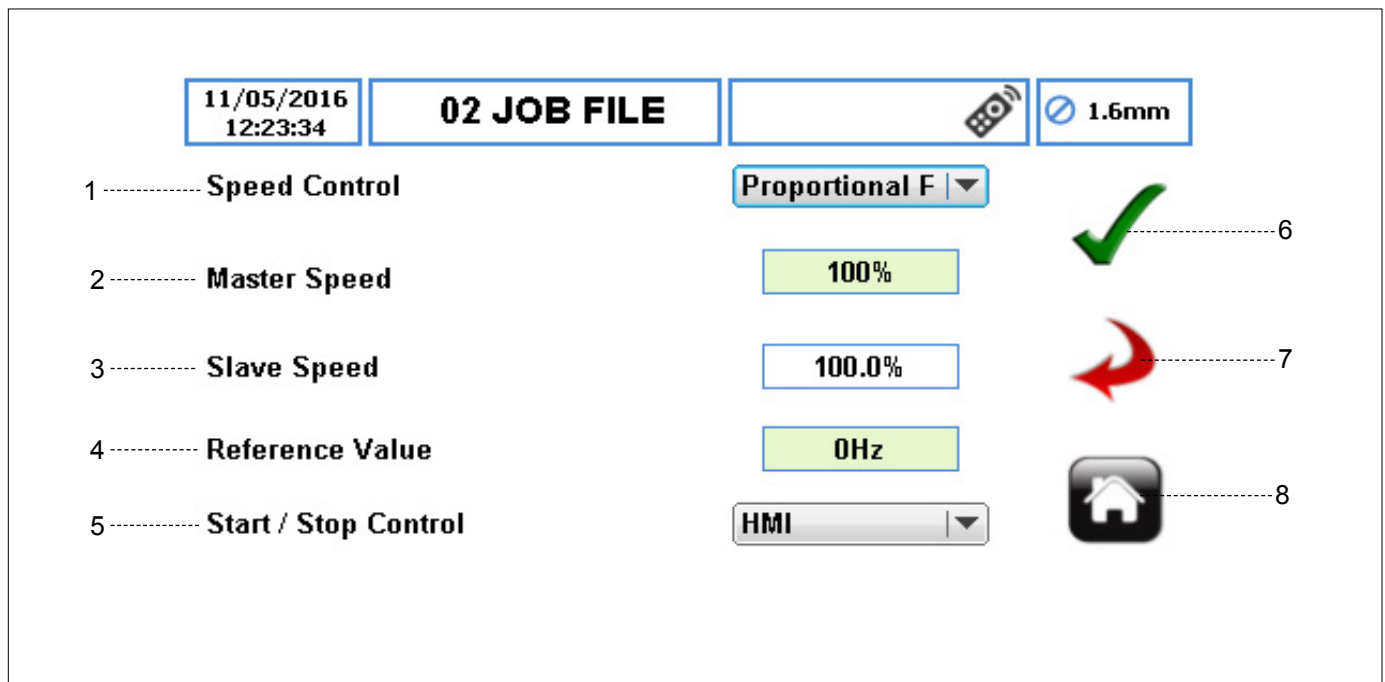 11/05/2016
12:23:34
02 JOB FILE
1.6mm
1 Speed Control Proportional F
6
2 Master Speed 100%
3 Slave Speed 100.0%
7
4 Reference Value 0Hz
8
5 Start / Stop Control HMI